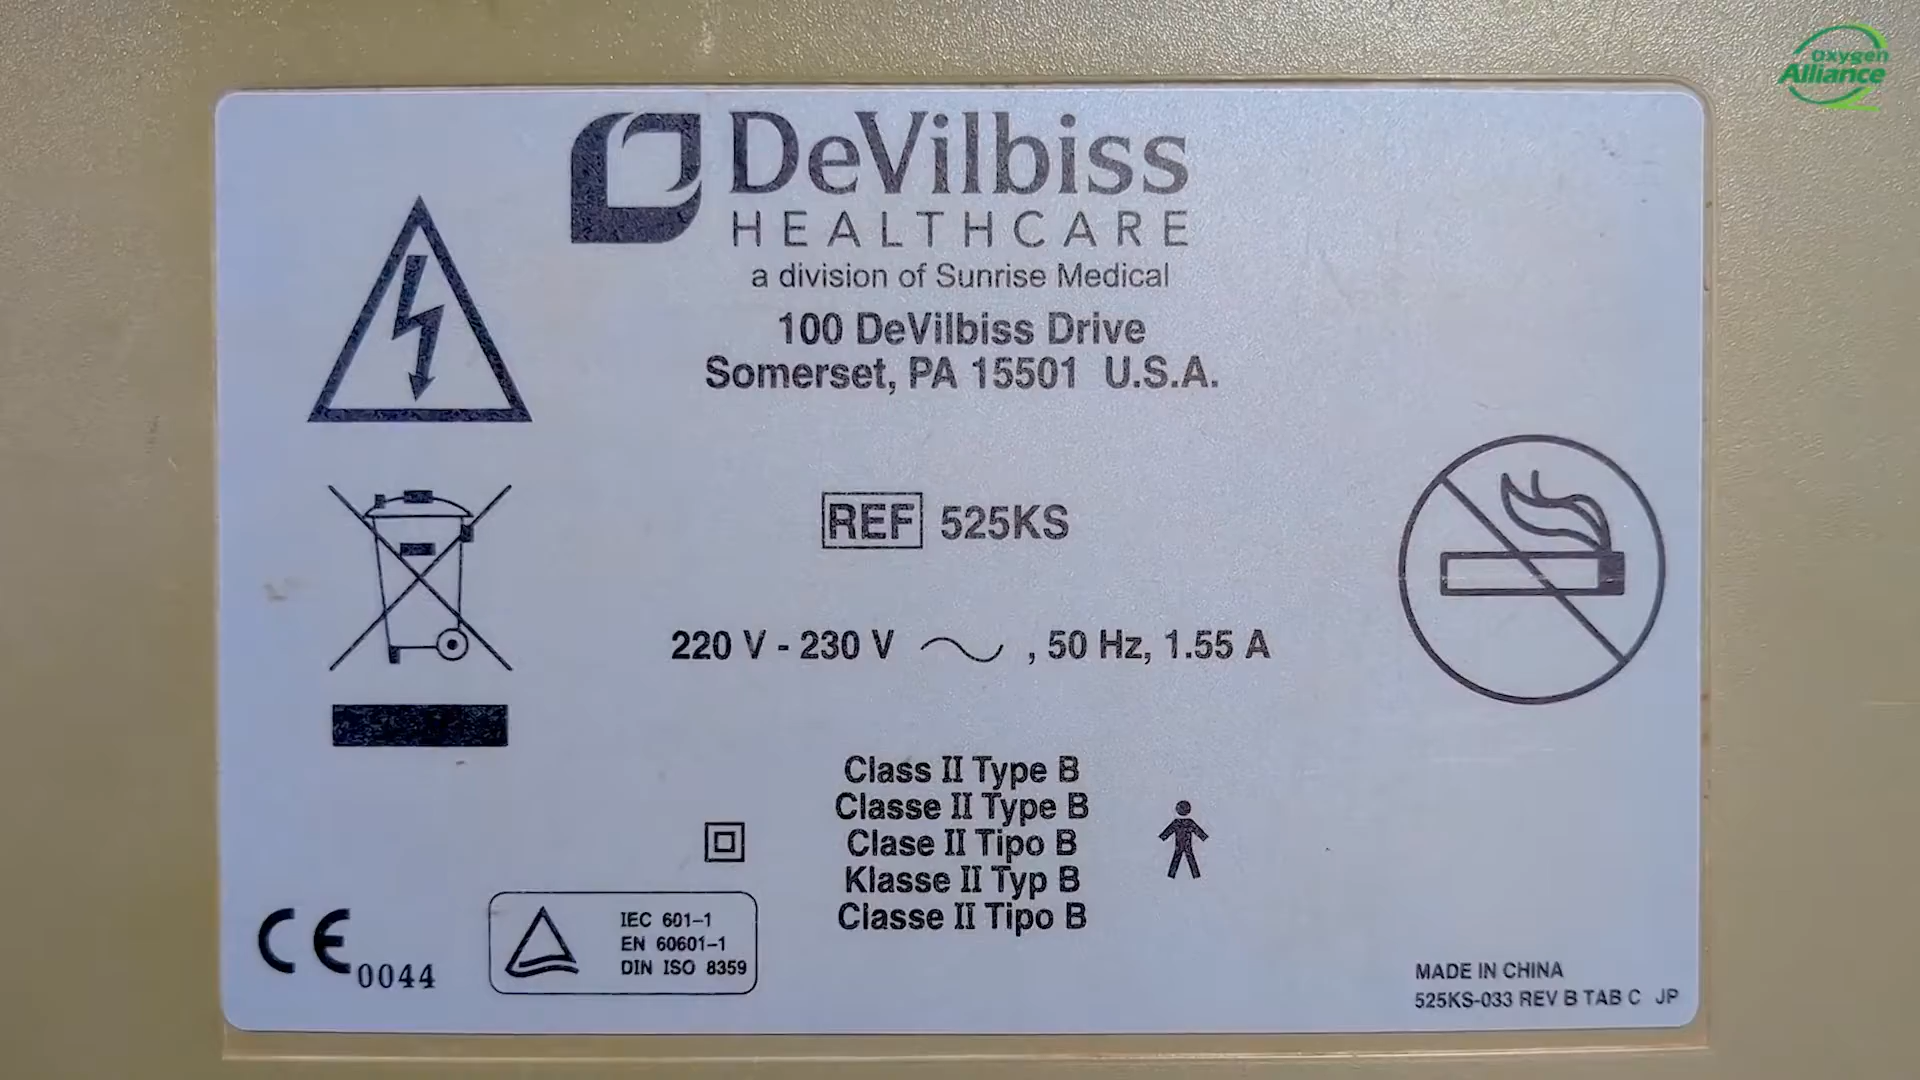 Oxygen
Alliance
DeVilbiss
HEALTHCARE
a division of Sunrise Medical
100 DeVilbiss Drive
Somerset, PA 15501 U.S.A.
REF 525KS
220 V - 230 V , 50 Hz, 1.55 A
Class II Type B
Classe II Type B
Clase II Tipo B
Klasse II Typ B
Classe II Tipo B
CE 0044
IEC 601-1
EN 60601-1
DIN ISO 8359
MADE IN CHINA
525KS-033 REV B TAB C JP